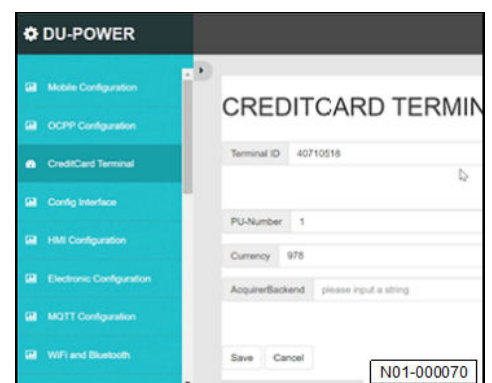 DU-POWER
Mobile Configuration
OCPP Configuration
CreditCard Terminal
Config Interface
HMI Configuration
Electronic Configuration
MQTT Configuration
WiFi and Bluetooth
CREDITCARD TERMIN
Terminal ID 40710518
PU-Number 1
Currency 978
AcquirerBackend please input a string
Save Cancel
N01-000070